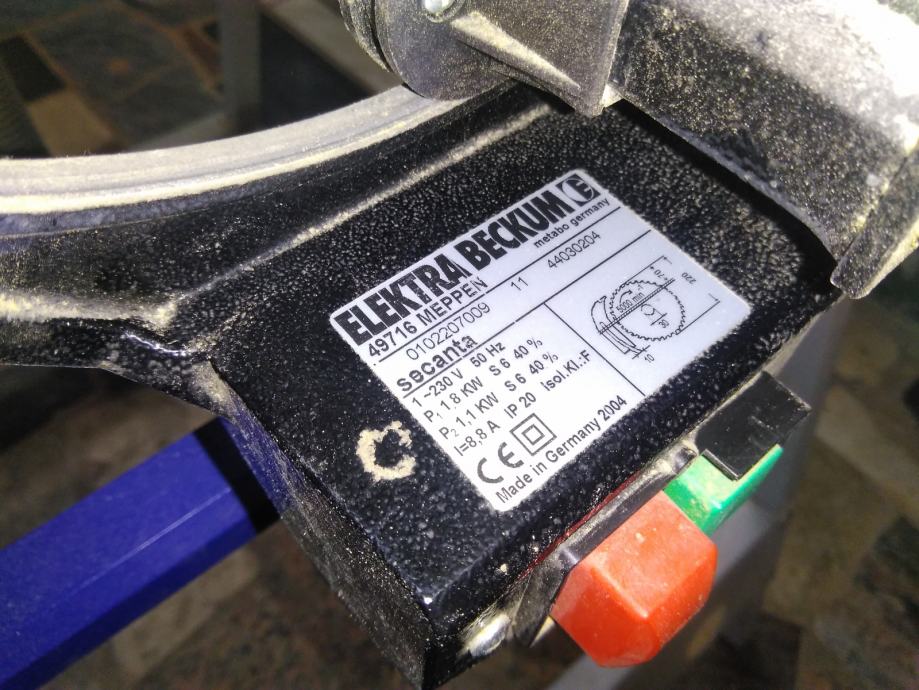 ELEKTRA BECKUM E
49716 MEPPEN metabo germany
0102207009 11 44030204
secanta
1~230 V 50 Hz
P₁ 1,8 KW S 6 40 %
P₂ 1,1 KW S 6 40 %
I=8,8 A IP 20 Isol.Kl.:F
CE
Made in Germany 2004
5000 min⁻¹
30
10
220
C